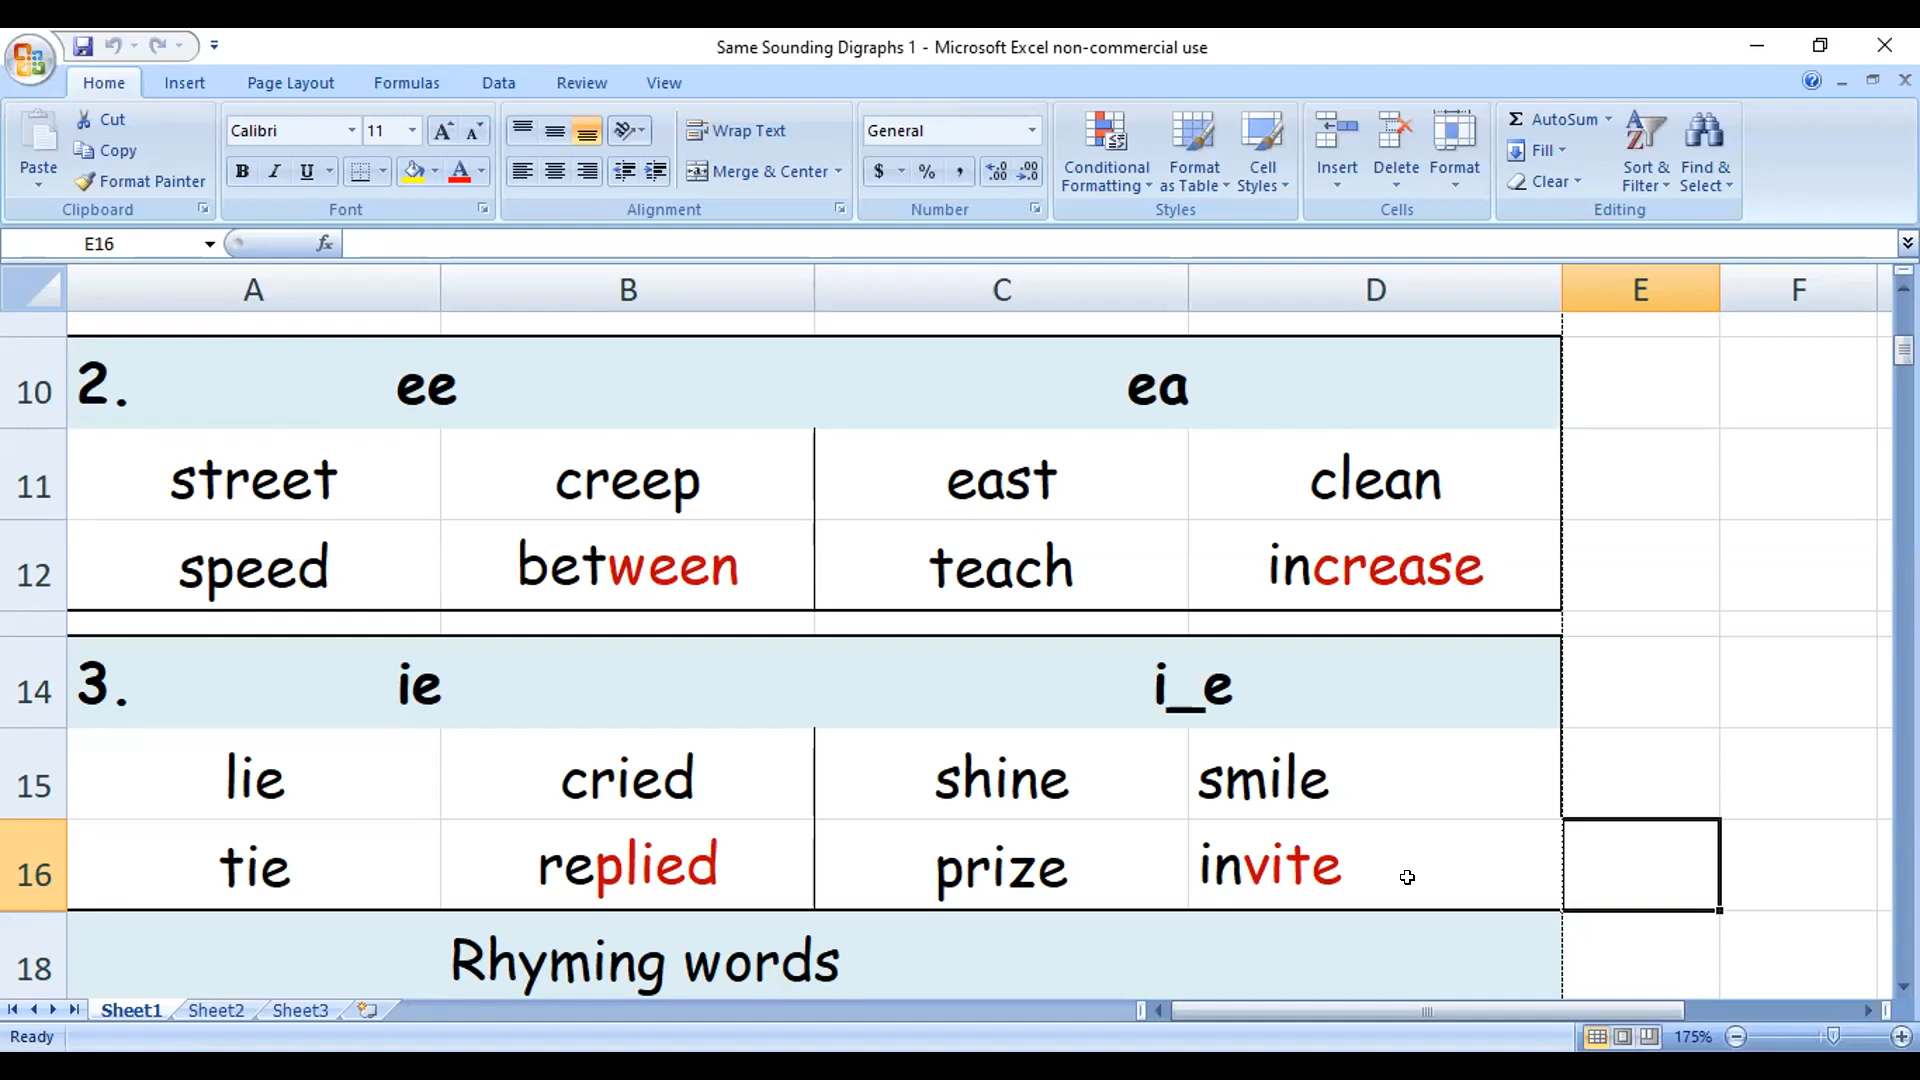 Same Sounding Digraphs 1 - Microsoft Excel non-commercial use
Home Insert Page Layout Formulas Data Review View
Paste
Cut
Copy
Format Painter
Clipboard
Calibri 11
B I U
Font
Wrap Text
Merge & Center
Alignment
General
$ % ,
Number
Conditional Formatting
Format as Table
Cell Styles
Styles
Insert Delete Format
Cells
AutoSum
Fill
Clear
Sort & Filter
Find & Select
Editing
E16 fx
A B C D E F
10 2. ee ea
11 street creep east clean
12 speed between teach increase
14 3. ie i_e
15 lie cried shine smile
16 tie replied prize invite
18 Rhyming words
Sheet1 Sheet2 Sheet3
Ready 175%